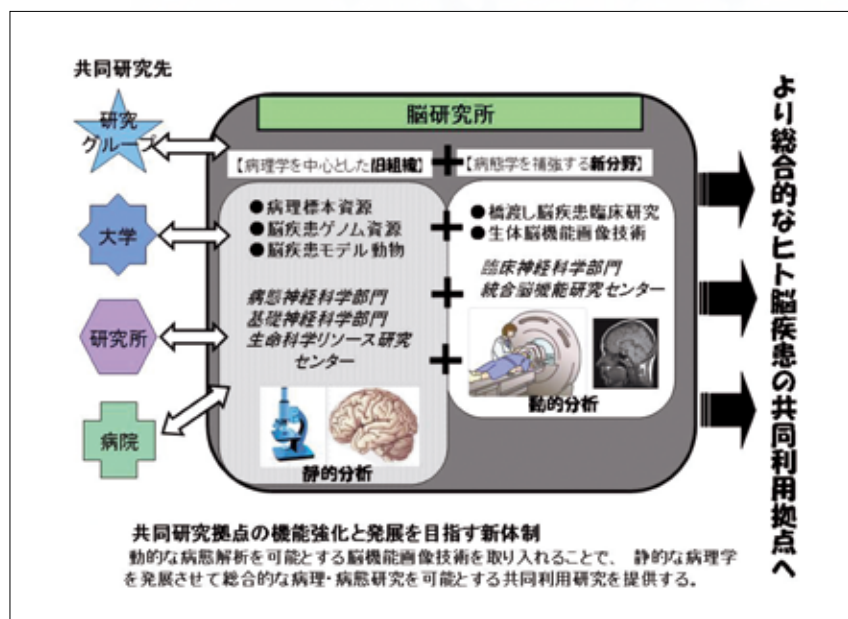 共同研究先
研究
グループ
大学
研究所
病院
脳研究所
【病理学を中心とした旧組織】
+
【病態学を補強する新分野】
●病理標本資源
●脳疾患ゲノム資源
●脳疾患モデル動物
+
●橋渡し脳疾患臨床研究
●生体脳機能画像技術
病態神経科学部門
基礎神経科学部門
生命科学リソース研究
センター
+
臨床神経科学部門
統合脳機能研究センター
+
静的分析
動的分析
より総合的なヒト脳疾患の共同利用拠点へ
共同研究拠点の機能強化と発展を目指す新体制
動的な病態解析を可能とする脳機能画像技術を取り入れることで、静的な病理学
を発展させて総合的な病理・病態研究を可能とする共同利用研究を提供する。